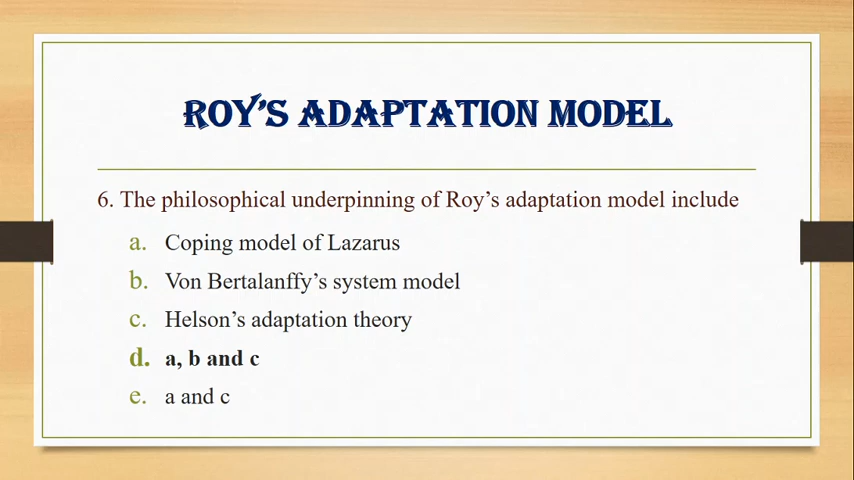 ROY'S ADAPTATION MODEL
6. The philosophical underpinning of Roy's adaptation model include
a. Coping model of Lazarus
b. Von Bertalanffy's system model
c. Helson's adaptation theory
d. a, b and c
e. a and c